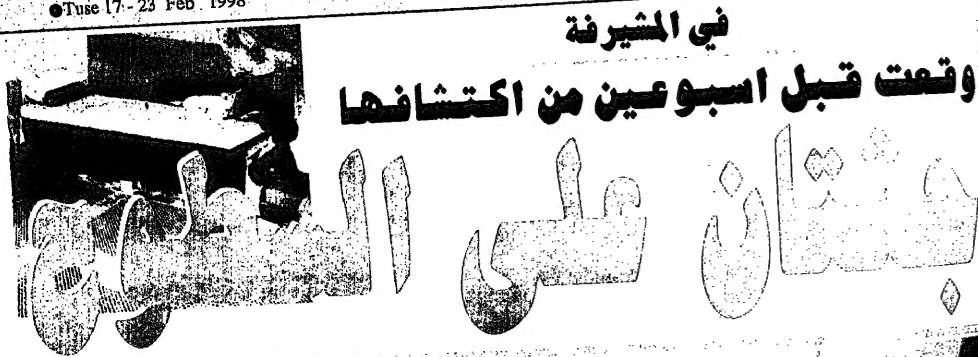 ●Tuse 17 - 23 Feb . 1998
في المشيرفة
وقعت قبل اسبوعين من اكتشافها
جثتان على